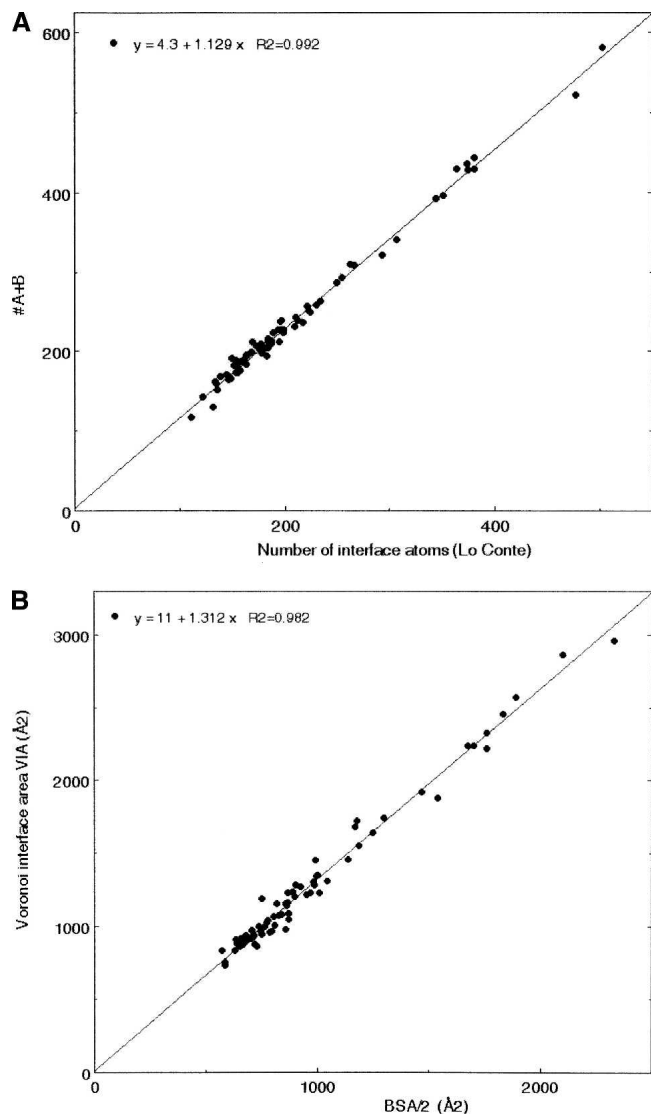 A
600
y = 4.3 + 1.129 x R2=0.992
400
#A+B
200
0
0
200
400
Number of interface atoms (Lo Conte)
B
y = 11 + 1.312 x R2=0.982
3000
Voronoi interface area VIA (Å2)
2000
1000
0
0
1000
2000
BSA/2 (Å2)